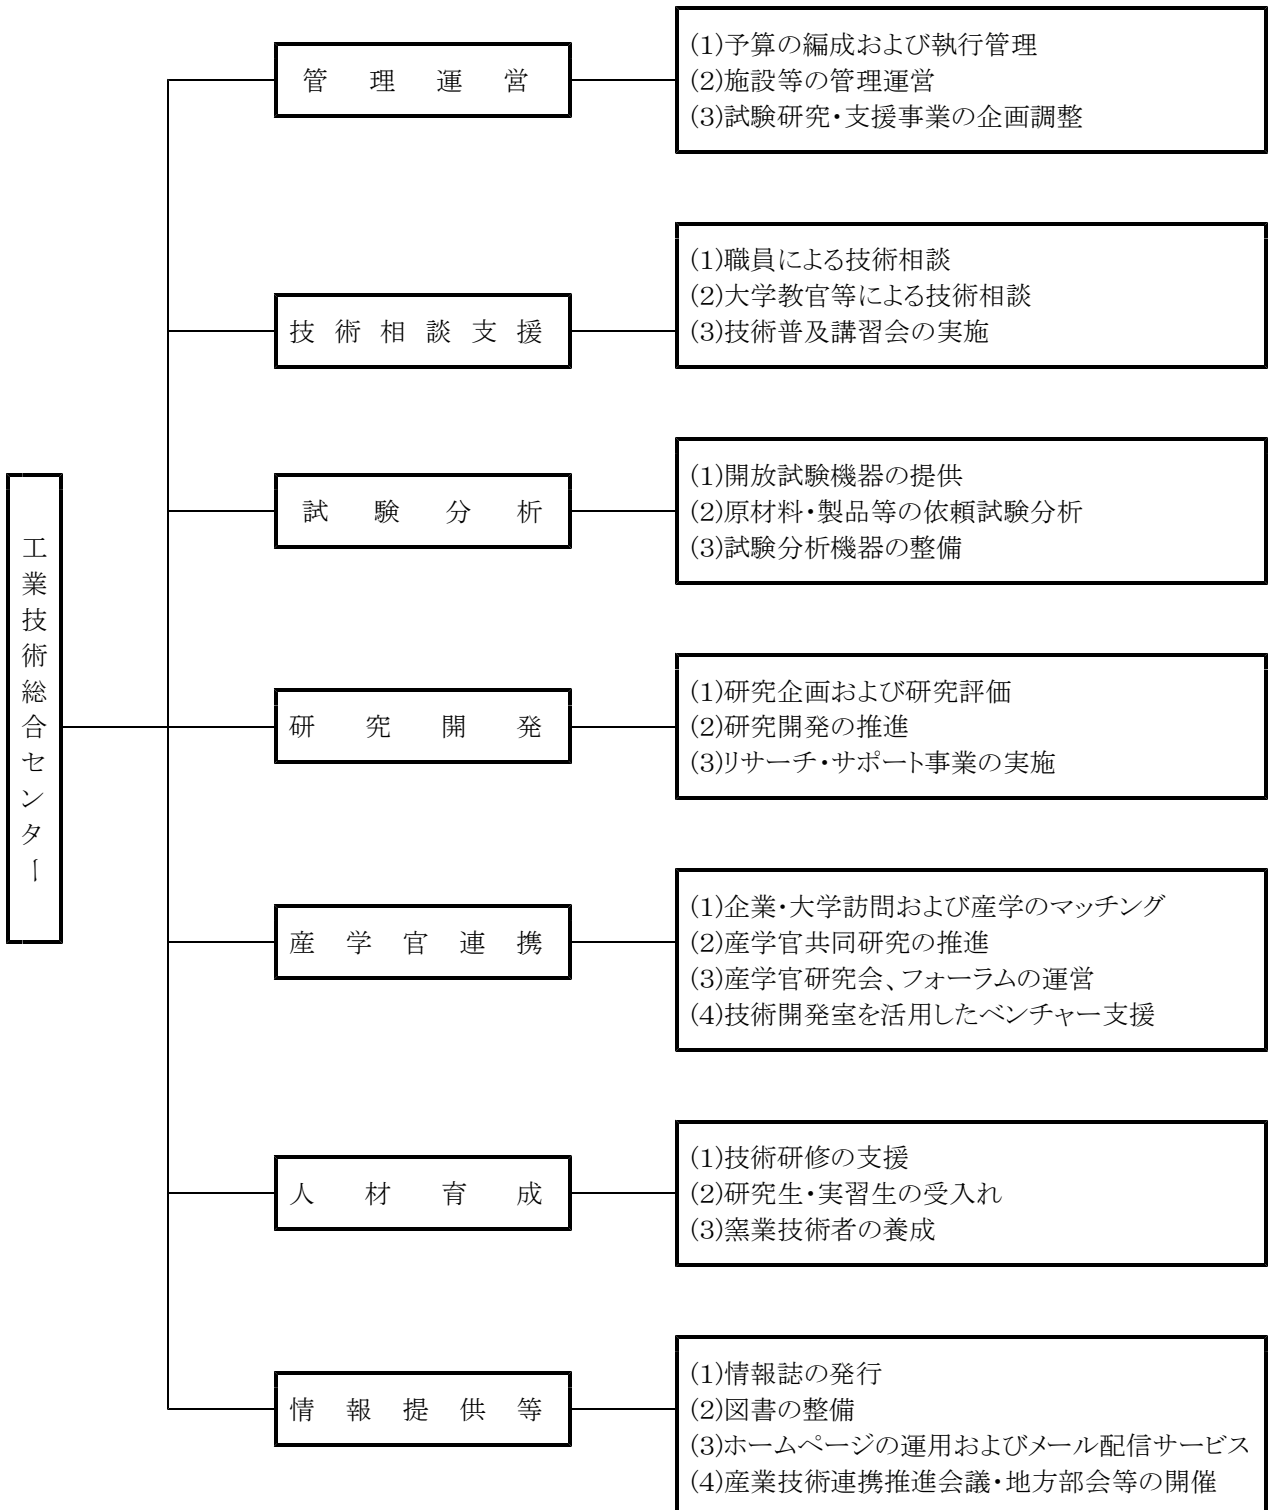 工業技術総合センター
管理運営
(1)予算の編成および執行管理
(2)施設等の管理運営
(3)試験研究・支援事業の企画調整
技術相談支援
(1)職員による技術相談
(2)大学教官等による技術相談
(3)技術普及講習会の実施
試験分析
(1)開放試験機器の提供
(2)原材料・製品等の依頼試験分析
(3)試験分析機器の整備
研究開発
(1)研究企画および研究評価
(2)研究開発の推進
(3)リサーチ・サポート事業の実施
産学官連携
(1)企業・大学訪問および産学のマッチング
(2)産学官共同研究の推進
(3)産学官研究会、フォーラムの運営
(4)技術開発室を活用したベンチャー支援
人材育成
(1)技術研修の支援
(2)研究生・実習生の受入れ
(3)窯業技術者の養成
情報提供等
(1)情報誌の発行
(2)図書の整備
(3)ホームページの運用およびメール配信サービス
(4)産業技術連携推進会議・地方部会等の開催